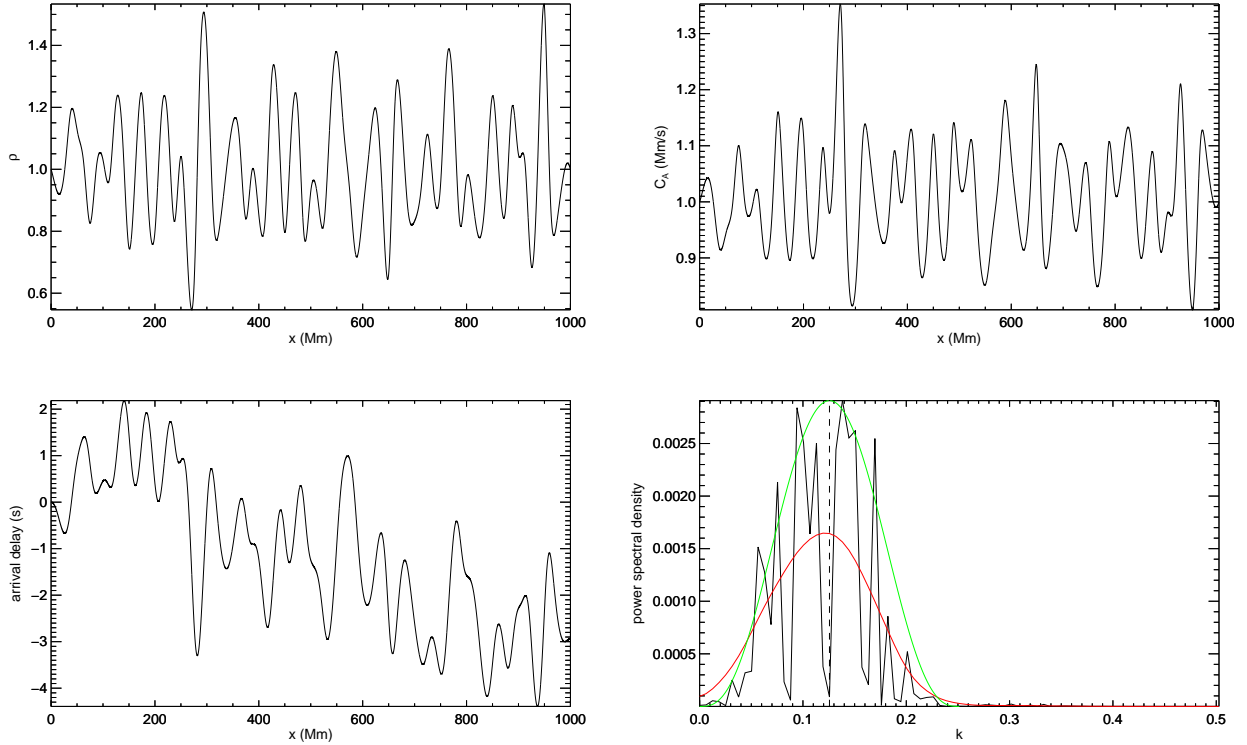 1.4
1.2
1.0
0.8
0.6
ρ
0 200 400 600 800 1000
x (Mm)
1.3
1.2
1.1
1.0
0.9
C_A (Mm/s)
0 200 400 600 800 1000
x (Mm)
2
1
0
−1
−2
−3
−4
arrival delay (s)
0 200 400 600 800 1000
x (Mm)
0.0025
0.0020
0.0015
0.0010
0.0005
power spectral density
0.0 0.1 0.2 0.3 0.4 0.5
k